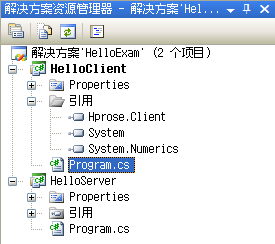 解决方案资源管理器 - 解决方案'Hel...
解决方案'HelloExam' (2 个项目)
HelloClient
Properties
引用
Hprose.Client
System
System.Numerics
Program.cs
HelloServer
Properties
引用
Program.cs